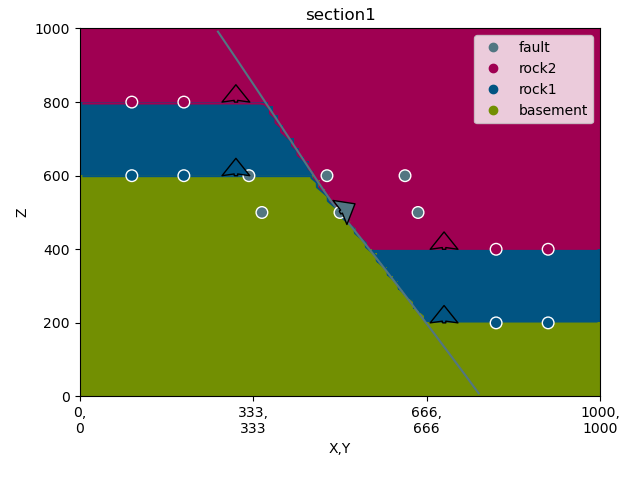 section1
fault
rock2
rock1
basement
1000
800
600
400
200
0
Z
0, 333, 666, 1000,
0 333 666 1000
X,Y